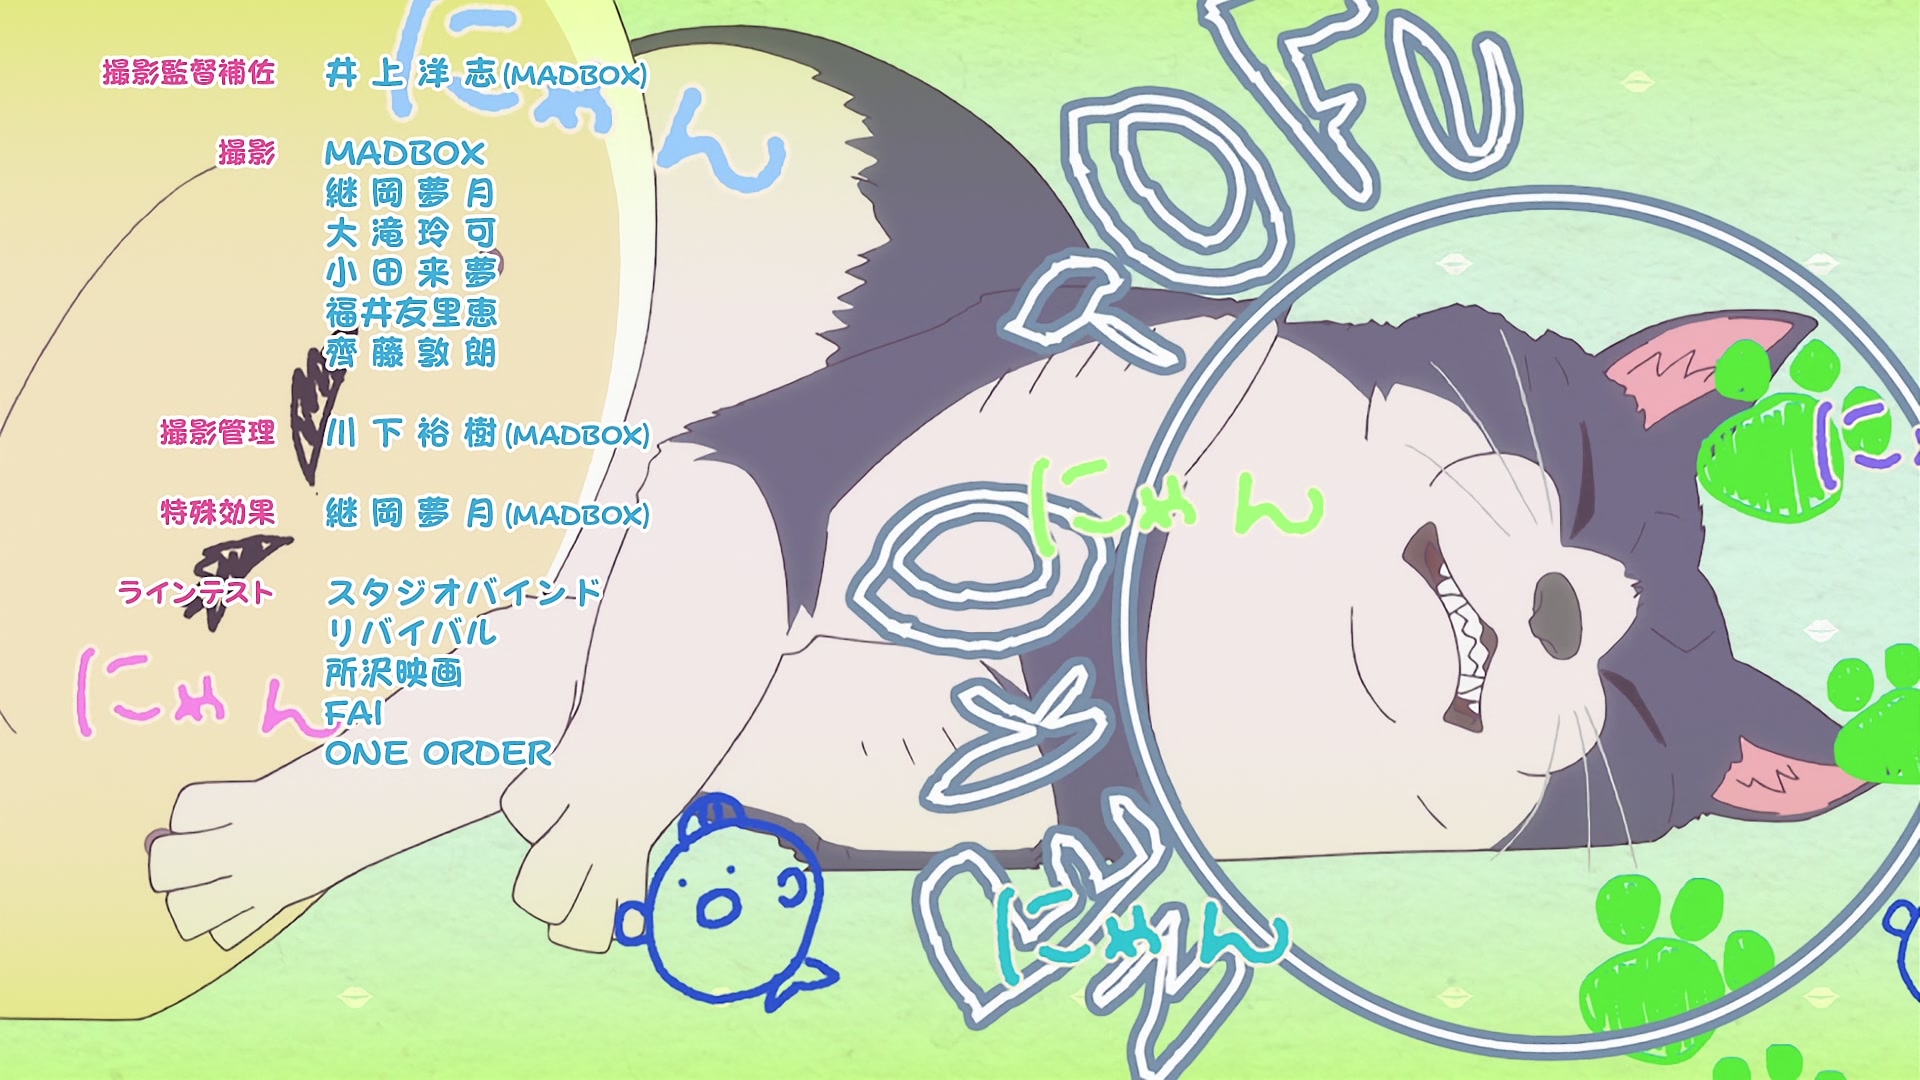 撮影監督補佐 井上洋志(MADBOX)
撮影 MADBOX
継岡夢月
大滝玲可
小田来夢
福井友里恵
齊藤敦朗
撮影管理 川下裕樹(MADBOX)
特殊効果 継岡夢月(MADBOX)
ラインテスト スタジオバインド
リバイバル
所沢映画
FAI
ONE ORDER
にゃん
にゃん
にゃん
にゃん